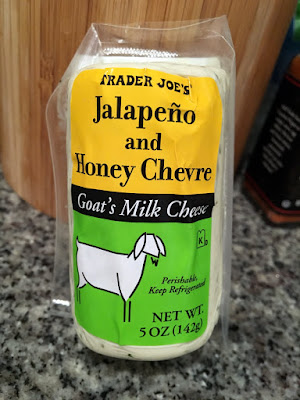 TRADER JOE'S
Jalapeño
and
Honey Chevre
Goat's Milk Cheese
K
D
Perishable
Keep Refrigerated
NET WT.
5 OZ (142g)